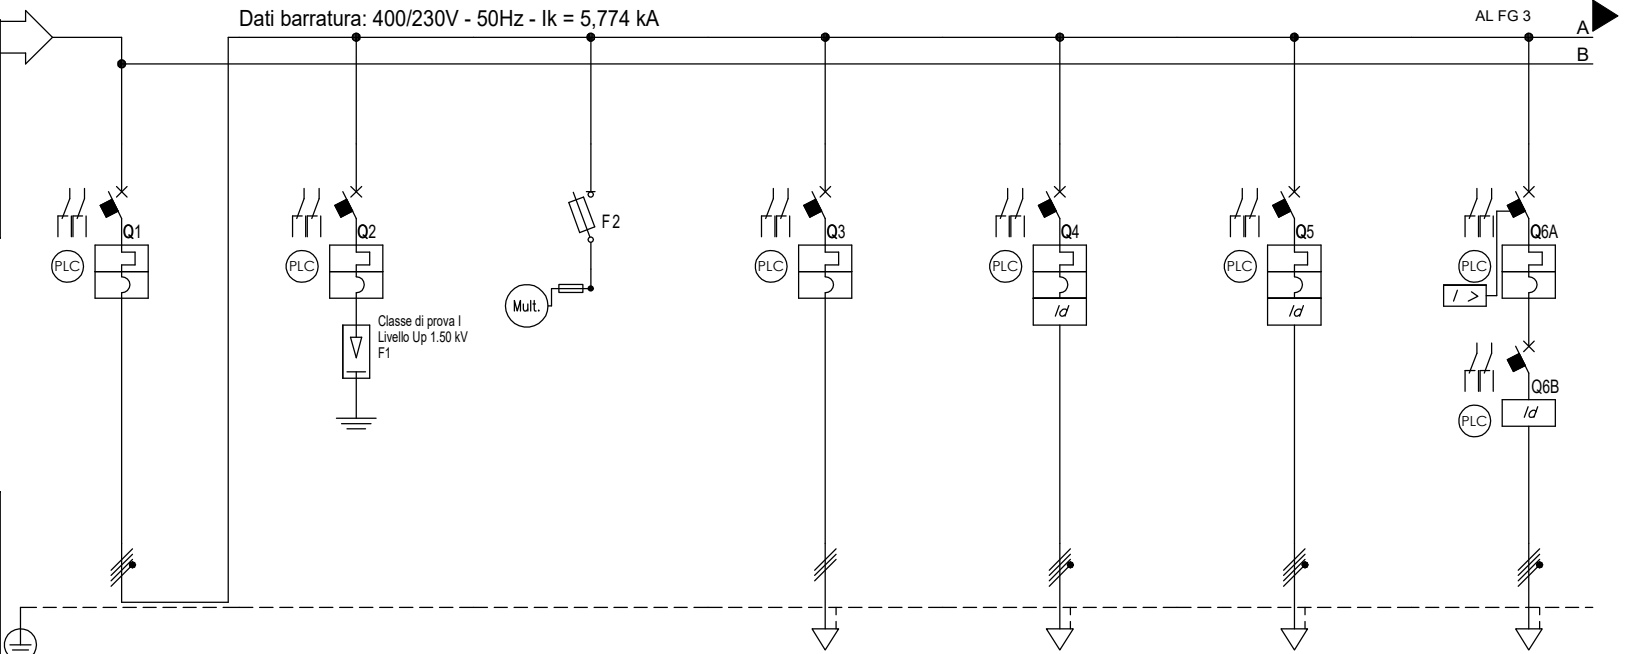 Dati barratura: 400/230V - 50Hz - Ik = 5,774 kA
AL FG 3
A
B
Q1
PLC
Q2
PLC
Classe di prova I
Livello Up 1.50 kV
F1
F2
Mult.
Q3
PLC
Q4
PLC
Id
Q5
PLC
Id
Q6A
PLC
I >
Q6B
PLC
Id